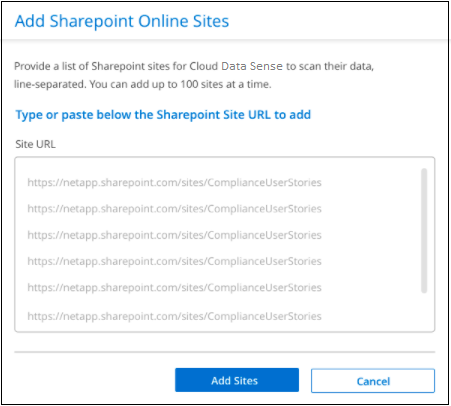 Add Sharepoint Online Sites
Provide a list of Sharepoint sites for Cloud Data Sense to scan their data,
line-separated. You can add up to 100 sites at a time.
Type or paste below the Sharepoint Site URL to add
Site URL
https://netapp.sharepoint.com/sites/ComplianceUserStories
https://netapp.sharepoint.com/sites/ComplianceUserStories
https://netapp.sharepoint.com/sites/ComplianceUserStories
https://netapp.sharepoint.com/sites/ComplianceUserStories
https://netapp.sharepoint.com/sites/ComplianceUserStories
https://netapp.sharepoint.com/sites/ComplianceUserStories
Add Sites
Cancel